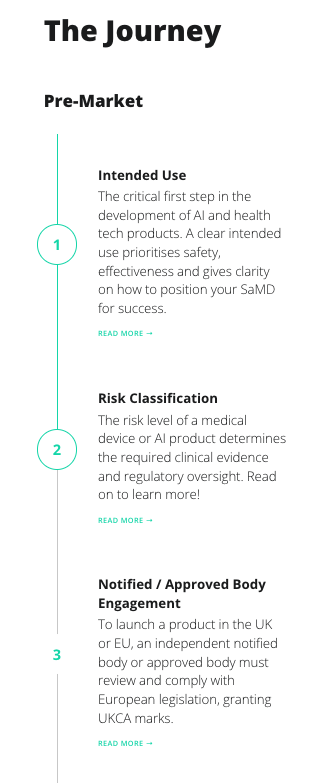 The Journey
Pre-Market
Intended Use
The critical first step in the
development of AI and health
tech products. A clear intended
use prioritises safety,
effectiveness and gives clarity
on how to position your SaMD
for success.
1
READ MORE →
Risk Classification
The risk level of a medical
device or AI product determines
the required clinical evidence
and regulatory oversight. Read
on to learn more!
2
READ MORE →
Notified / Approved Body
Engagement
To launch a product in the UK
or EU, an independent notified
body or approved body must
review and comply with
European legislation, granting
UKCA marks.
3
READ MORE →